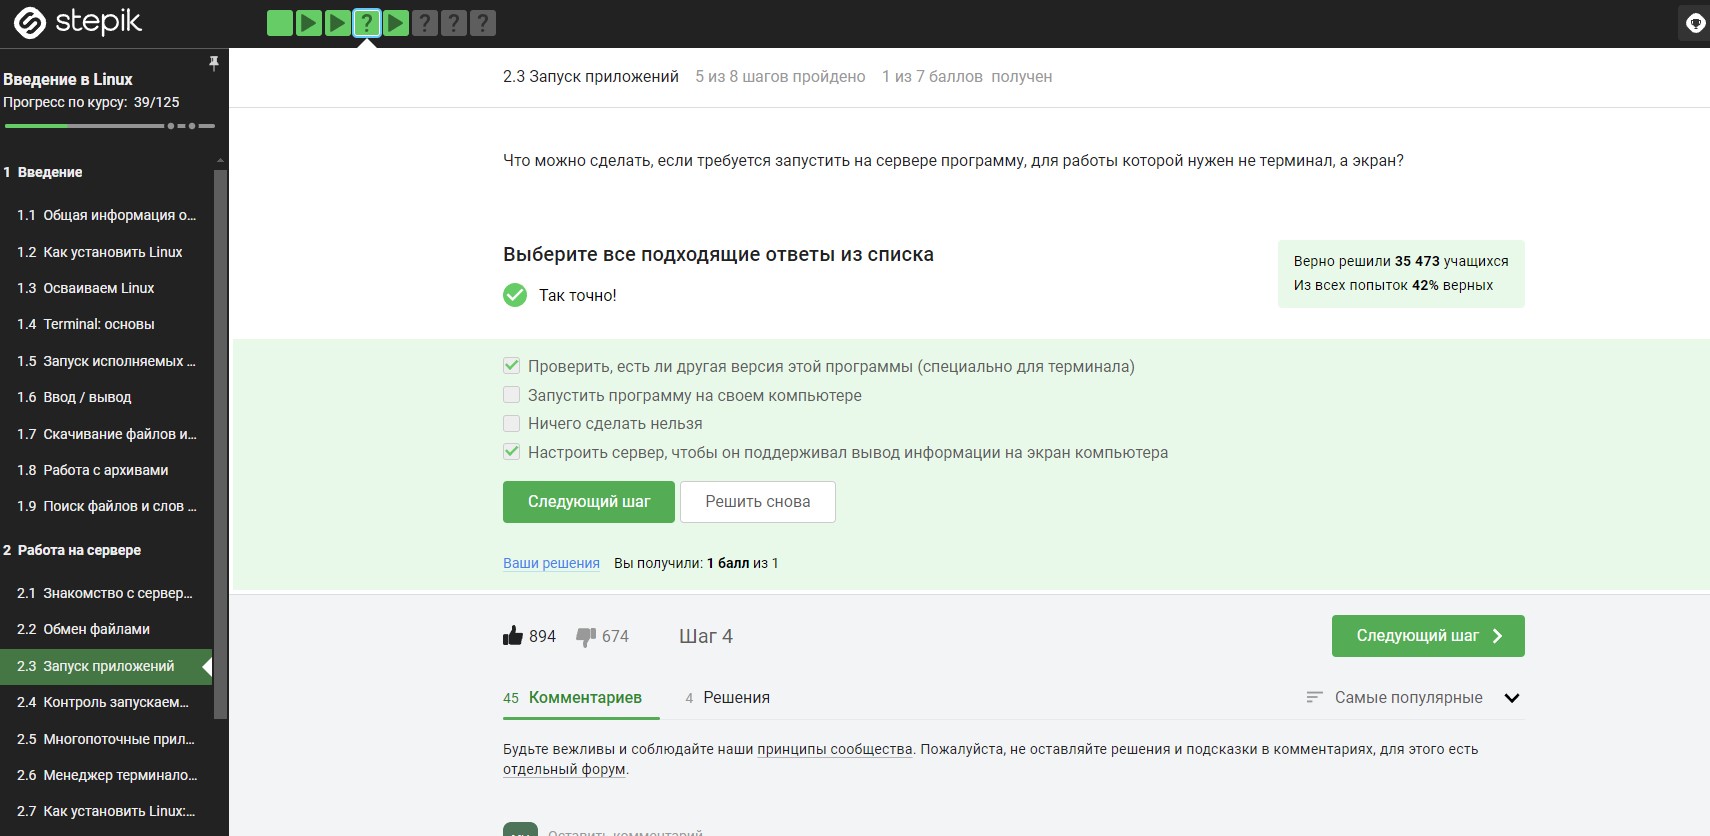 stepik
? ? ? ?
Введение в Linux
Прогресс по курсу: 39/125
1 Введение
1.1 Общая информация о...
1.2 Как установить Linux
1.3 Осваиваем Linux
1.4 Terminal: основы
1.5 Запуск исполняемых ...
1.6 Ввод / вывод
1.7 Скачивание файлов и...
1.8 Работа с архивами
1.9 Поиск файлов и слов ...
2 Работа на сервере
2.1 Знакомство с сервер...
2.2 Обмен файлами
2.3 Запуск приложений
2.4 Контроль запускаем...
2.5 Многопоточные прил...
2.6 Менеджер терминало...
2.7 Как установить Linux:...
2.3 Запуск приложений 5 из 8 шагов пройдено 1 из 7 баллов получен
Что можно сделать, если требуется запустить на сервере программу, для работы которой нужен не терминал, а экран?
Выберите все подходящие ответы из списка
Верно решили 35 473 учащихся
Из всех попыток 42% верных
Так точно!
Проверить, есть ли другая версия этой программы (специально для терминала)
Запустить программу на своем компьютере
Ничего сделать нельзя
Настроить сервер, чтобы он поддерживал вывод информации на экран компьютера
Следующий шаг Решить снова
Ваши решения Вы получили: 1 балл из 1
894 674 Шаг 4 Следующий шаг
45 Комментариев 4 Решения Самые популярные
Будьте вежливы и соблюдайте наши принципы сообщества. Пожалуйста, не оставляйте решения и подсказки в комментариях, для этого есть
отдельный форум.
Оставить комментарий